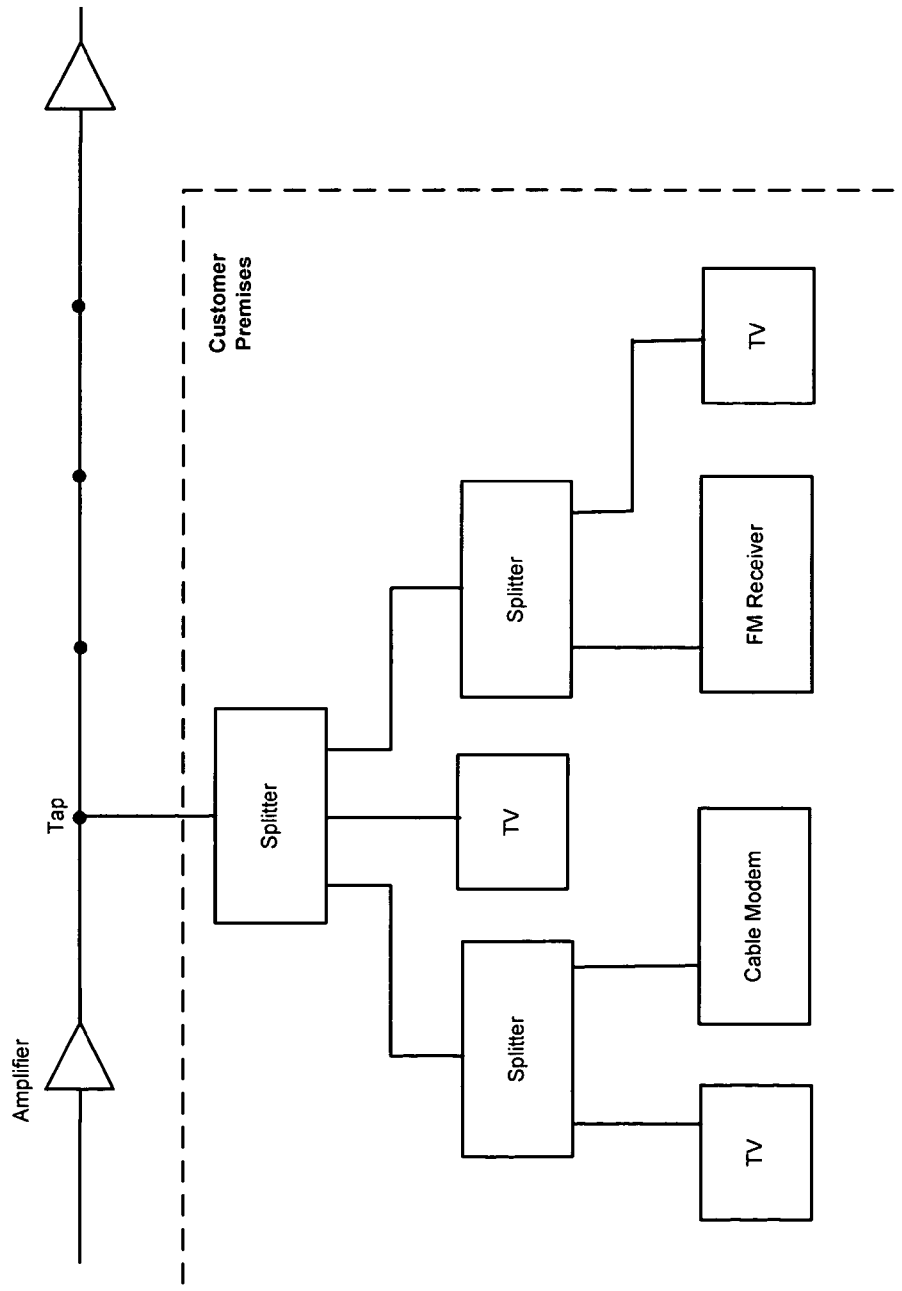 Amplifier
Tap
Customer
Premises
Splitter
Splitter
TV
Splitter
TV
Cable Modem
FM Receiver
TV